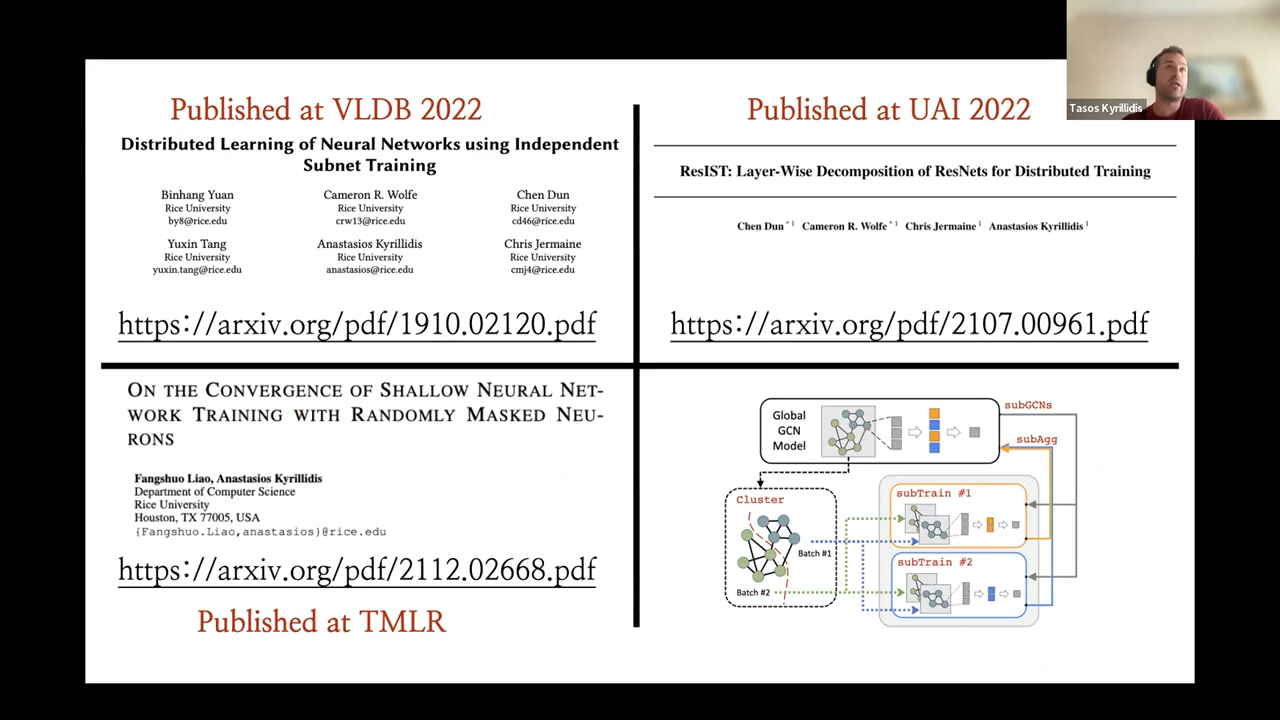 Tasos Kyrillidis
Published at VLDB 2022
Distributed Learning of Neural Networks using Independent
Subnet Training
Binhang Yuan
Rice University
by8@rice.edu
Cameron R. Wolfe
Rice University
crw13@rice.edu
Chen Dun
Rice University
cd46@rice.edu
Yuxin Tang
Rice University
yuxin.tang@rice.edu
Anastasios Kyrillidis
Rice University
anastasios@rice.edu
Chris Jermaine
Rice University
cmj4@rice.edu
https://arxiv.org/pdf/1910.02120.pdf
Published at UAI 2022
ResIST: Layer-Wise Decomposition of ResNets for Distributed Training
Chen Dun *1 Cameron R. Wolfe *1 Chris Jermaine 1 Anastasios Kyrillidis 1
https://arxiv.org/pdf/2107.00961.pdf
ON THE CONVERGENCE OF SHALLOW NEURAL NET-
WORK TRAINING WITH RANDOMLY MASKED NEU-
RONS
Fangshuo Liao, Anastasios Kyrillidis
Department of Computer Science
Rice University
Houston, TX 77005, USA
{Fangshuo.Liao,anastasios}@rice.edu
https://arxiv.org/pdf/2112.02668.pdf
Published at TMLR
Global
GCN
Model
subGCNs
subAgg
Cluster
Batch #1
Batch #2
subTrain #1
subTrain #2